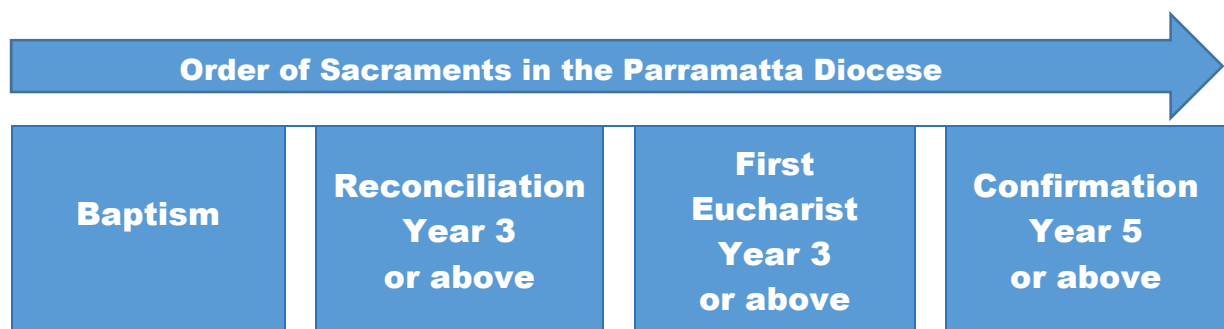 Order of Sacraments in the Parramatta Diocese
Baptism
Reconciliation
Year 3
or above
First
Eucharist
Year 3
or above
Confirmation
Year 5
or above